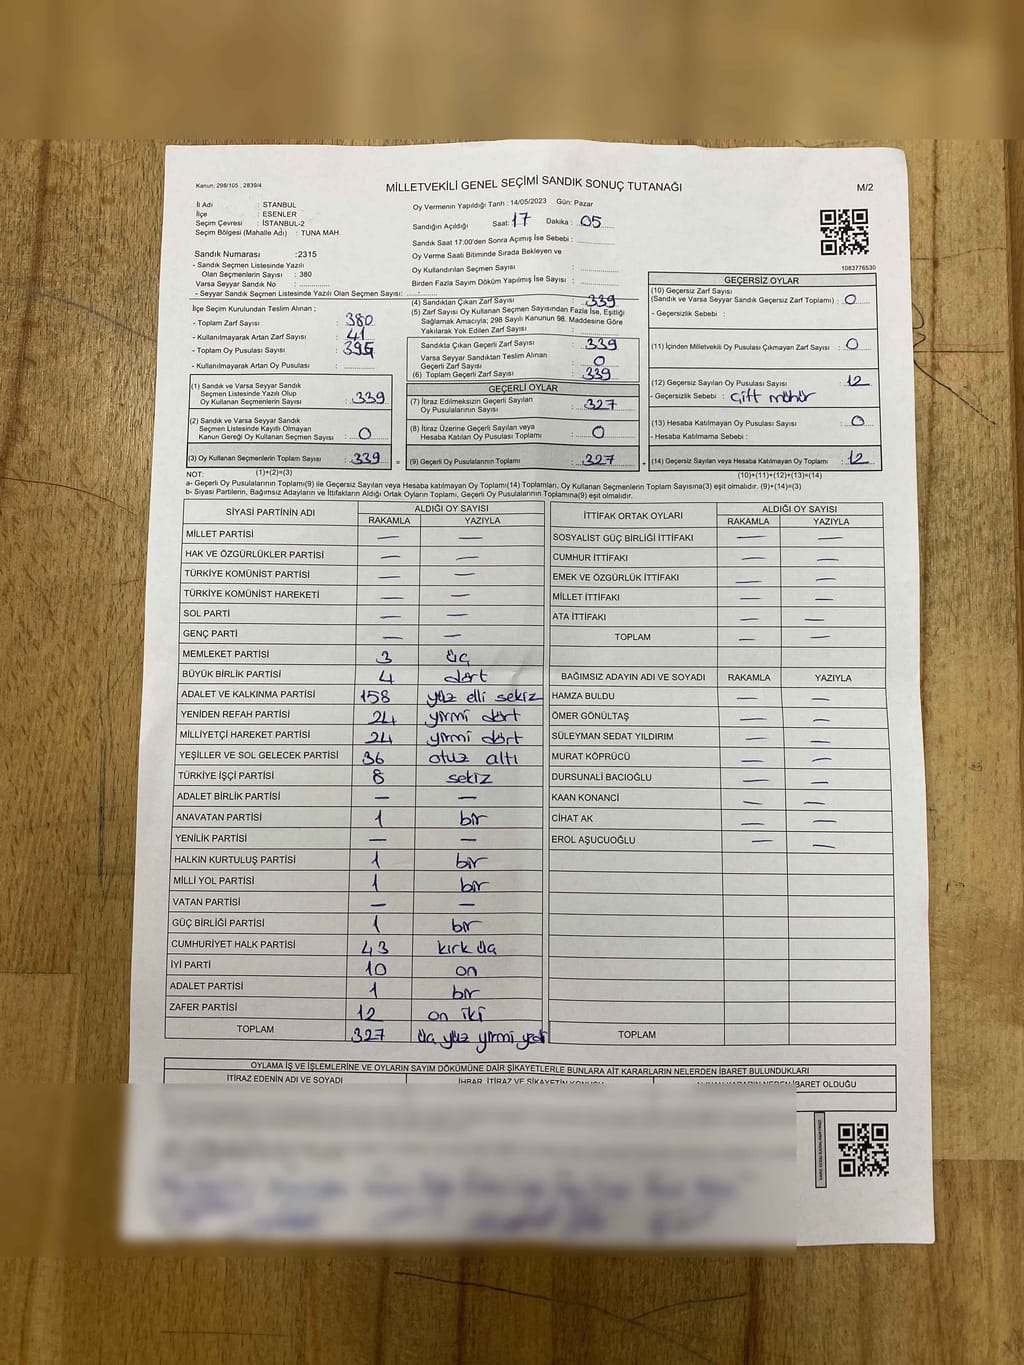 Kanun, 298/105 , 2839/4
MİLLETVEKİLİ GENEL SEÇİMİ SANDIK SONUÇ TUTANAĞI
M/2
İl Adı : STANBUL
İlçe : ESENLER
Seçim Çevresi : İSTANBUL-2
Seçim Bölgesi (Mahalle Adı) : TUNA MAH.
Sandık Numarası :2315
- Sandık Seçmen Listesinde Yazılı
Olan Seçmenlerin Sayısı : 380
Varsa Seyyar Sandık No : ..............
- Seyyar Sandık Seçmen Listesinde Yazılı Olan Seçmen Sayısı: ......
Oy Vermenin Yapıldığı Tarih : 14/05/2023 Gün: Pazar
Sandığın Açıldığı Saat: 17 Dakika : 05
Sandık Saat 17:00'den Sonra Açmış İse Sebebi : ..............
Oy Verme Saati Bitiminde Sırada Bekleyen ve
Oy Kullandırılan Seçmen Sayısı : ..............
Birden Fazla Sayım Döküm Yapılmış İse Sayısı : ..............
1083776530
İlçe Seçim Kurulundan Teslim Alınan ;
- Toplam Zarf Sayısı : 380
- Kullanılmayarak Artan Zarf Sayısı : 41
- Toplam Oy Pusulası Sayısı :
- Kullanılmayarak Artan Oy Pusulası : ..........
(1) Sandık ve Varsa Seyyar Sandık
Seçmen Listesinde Yazılı Olup
Oy Kullanan Seçmenlerin Sayısı : 339
(2) Sandık ve Varsa Seyyar Sandık
Seçmen Listesinde Kayıtlı Olmayan
Kanun Gereği Oy Kullanan Seçmen Sayısı : 0
(3) Oy Kullanan Seçmenlerin Toplam Sayısı : 339
(4) Sandıktan Çıkan Zarf Sayısı : 339
(5) Zarf Sayısı Oy Kullanan Seçmen Sayısından Fazla İse, Eşitliği
Sağlamak Amacıyla; 298 Sayılı Kanunun 98. Maddesine Göre
Yakılarak Yok Edilen Zarf Sayısı : ..............
Sandıkta Çıkan Geçerli Zarf Sayısı : 339
Varsa Seyyar Sandıktan Teslim Alınan
Geçerli Zarf Sayısı : 0
(6) Toplam Geçerli Zarf Sayısı : 339
GEÇERLİ OYLAR
(7) İtiraz Edilmeksizin Geçerli Sayılan
Oy Pusulalarının Sayısı : 327
(8) İtiraz Üzerine Geçerli Sayılan veya
Hesaba Katılan Oy Pusulası Toplamı : 0
= (9) Geçerli Oy Pusulalarının Toplamı : 327
GEÇERSİZ OYLAR
(10) Geçersiz Zarf Sayısı
(Sandık ve Varsa Seyyar Sandık Geçersiz Zarf Toplamı) : 0
- Geçersizlik Sebebi :
(11) İçinden Milletvekili Oy Pusulası Çıkmayan Zarf Sayısı : 0
(12) Geçersiz Sayılan Oy Pusulası Sayısı : 12
- Geçersizlik Sebebi : Çift mühür
(13) Hesaba Katılmayan Oy Pusulası Sayısı : 0
- Hesaba Katılmama Sebebi :
+ (14) Geçersiz Sayılan veya Hesaba Katılmayan Oy Toplamı : 12
NOT: (1)+(2)=(3) (10)+(11)+(12)+(13)=(14)
a- Geçerli Oy Pusulalarının Toplamı(9) ile Geçersiz Sayılan veya Hesaba katılmayan Oy Toplamı(14) Toplamları, Oy Kullanan Seçmenlerin Toplam Sayısına(3) eşit olmalıdır. (9)+(14)=(3)
b- Siyasi Partilerin, Bağımsız Adayların ve İttifakların Aldığı Ortak Oyların Toplamı, Geçerli Oy Pusulalarının Toplamına(9) eşit olmalıdır.
SİYASİ PARTİNİN ADI ALDIĞI OY SAYISI
RAKAMLA YAZIYLA
MİLLET PARTİSİ — —
HAK VE ÖZGÜRLÜKLER PARTİSİ — —
TÜRKİYE KOMÜNİST PARTİSİ — —
TÜRKİYE KOMÜNİST HAREKETİ — —
SOL PARTİ — —
GENÇ PARTİ — —
MEMLEKET PARTİSİ 3 üç
BÜYÜK BİRLİK PARTİSİ 4 dört
ADALET VE KALKINMA PARTİSİ 158 yüz elli sekiz
YENİDEN REFAH PARTİSİ 24 yirmi dört
MİLLİYETÇİ HAREKET PARTİSİ 24 yirmi dört
YEŞİLLER VE SOL GELECEK PARTİSİ 36 otuz altı
TÜRKİYE İŞÇİ PARTİSİ 8 sekiz
ADALET BİRLİK PARTİSİ — —
ANAVATAN PARTİSİ 1 bir
YENİLİK PARTİSİ — —
HALKIN KURTULUŞ PARTİSİ 1 bir
MİLLİ YOL PARTİSİ 1 bir
VATAN PARTİSİ — —
GÜÇ BİRLİĞİ PARTİSİ 1 bir
CUMHURİYET HALK PARTİSİ 43 kırk üç
İYİ PARTİ 10 on
ADALET PARTİSİ 1 bir
ZAFER PARTİSİ 12 on iki
TOPLAM 327 üç yüz yirmi yedi
İTTİFAK ORTAK OYLARI ALDIĞI OY SAYISI
RAKAMLA YAZIYLA
SOSYALİST GÜÇ BİRLİĞİ İTTİFAKI — —
CUMHUR İTTİFAKI — —
EMEK VE ÖZGÜRLÜK İTTİFAKI — —
MİLLET İTTİFAKI — —
ATA İTTİFAKI — —
TOPLAM — —
BAĞIMSIZ ADAYIN ADI VE SOYADI RAKAMLA YAZIYLA
HAMZA BULDU — —
ÖMER GÖNÜLTAŞ — —
SÜLEYMAN SEDAT YILDIRIM — —
MURAT KÖPRÜCÜ — —
DURSUNALİ BACIOĞLU — —
KAAN KONANCİ — —
CİHAT AK — —
EROL AŞUCUOĞLU — —
TOPLAM
OYLAMA İŞ VE İŞLEMLERİNE VE OYLARIN SAYIM DÖKÜMÜNE DAİR ŞİKAYETLERLE BUNLARA AİT KARARLARIN NELERDEN İBARET BULUNDUKLARI
İTİRAZ EDENİN ADI VE SOYADI İHBAR, İTİRAZ VE ŞİKAYETİN KONUSU İBARET OLDUĞU